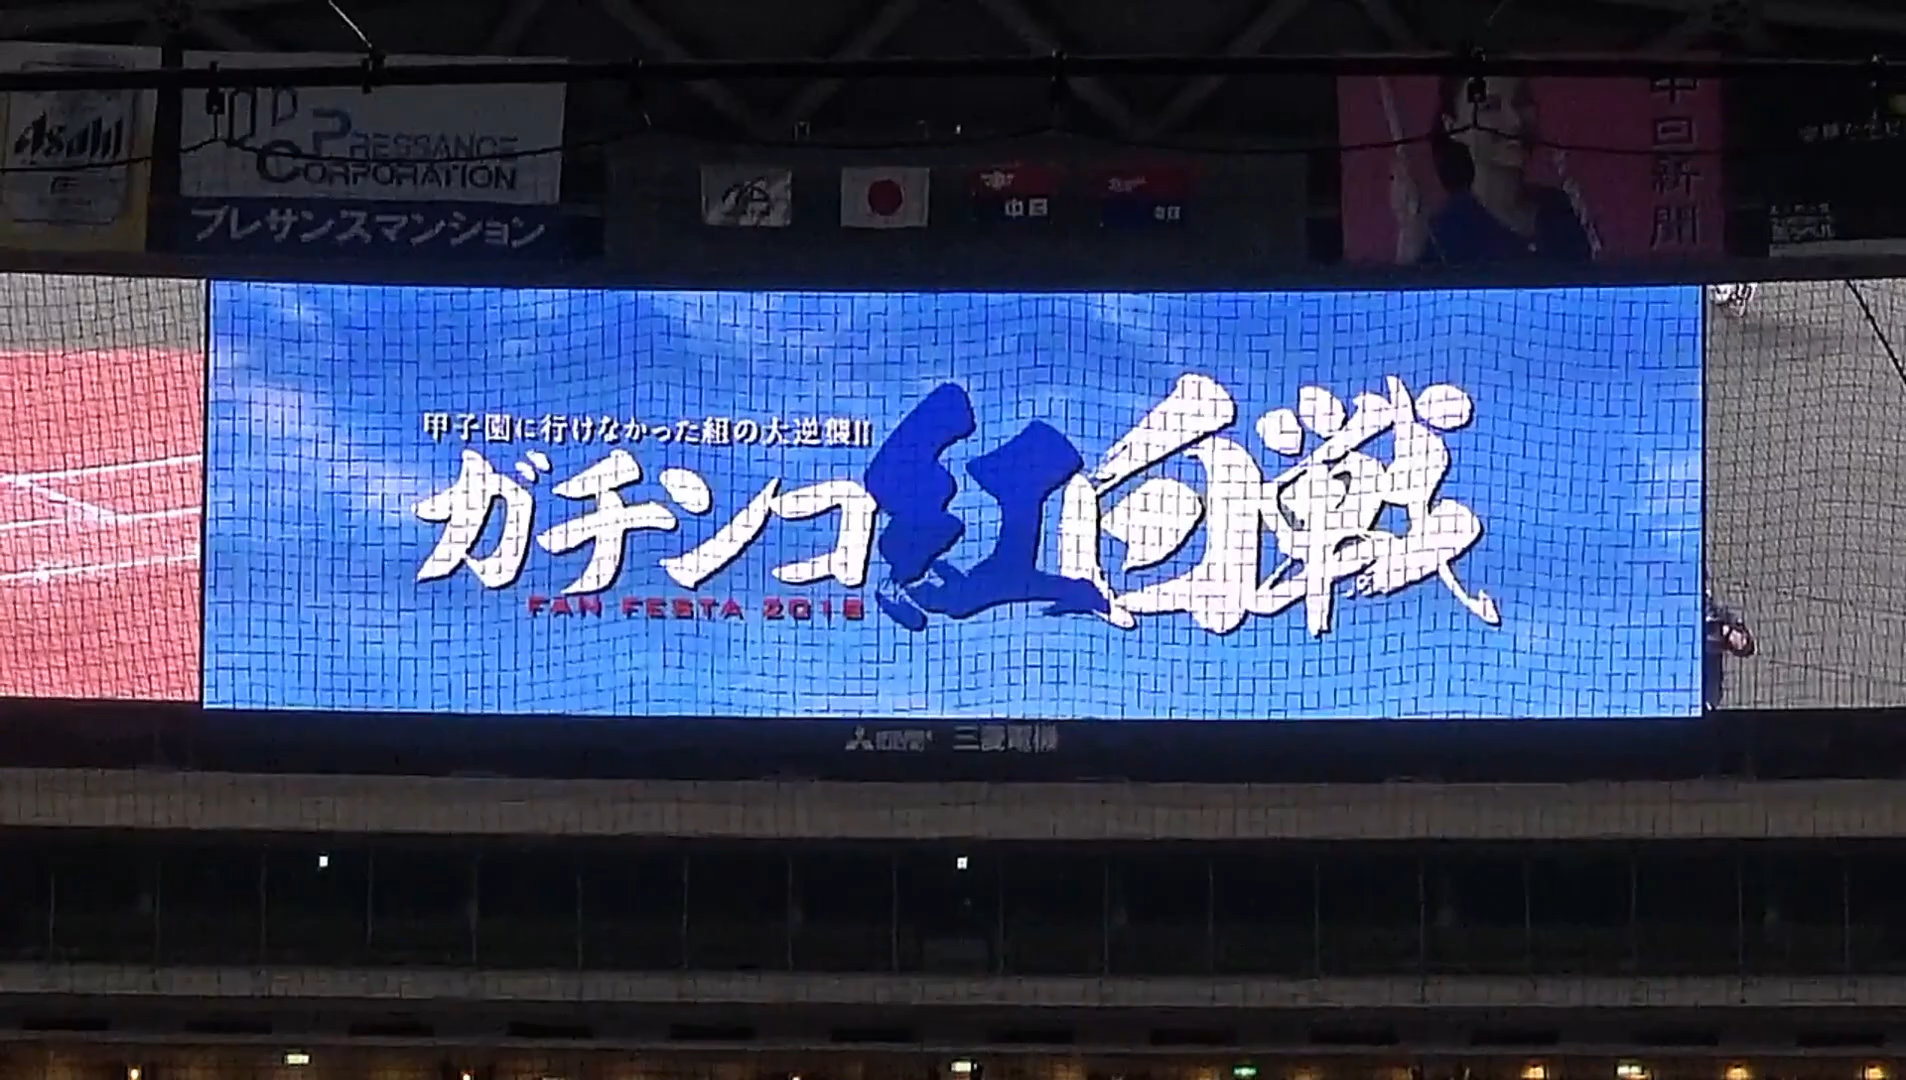 Asahi
PRESSANCE
CORPORATION
プレサンスマンション
中日
中日新聞
甲子園に行けなかった組の大逆襲!!
ガチンコ紅白戦
FAN FESTA 2018
三菱電機